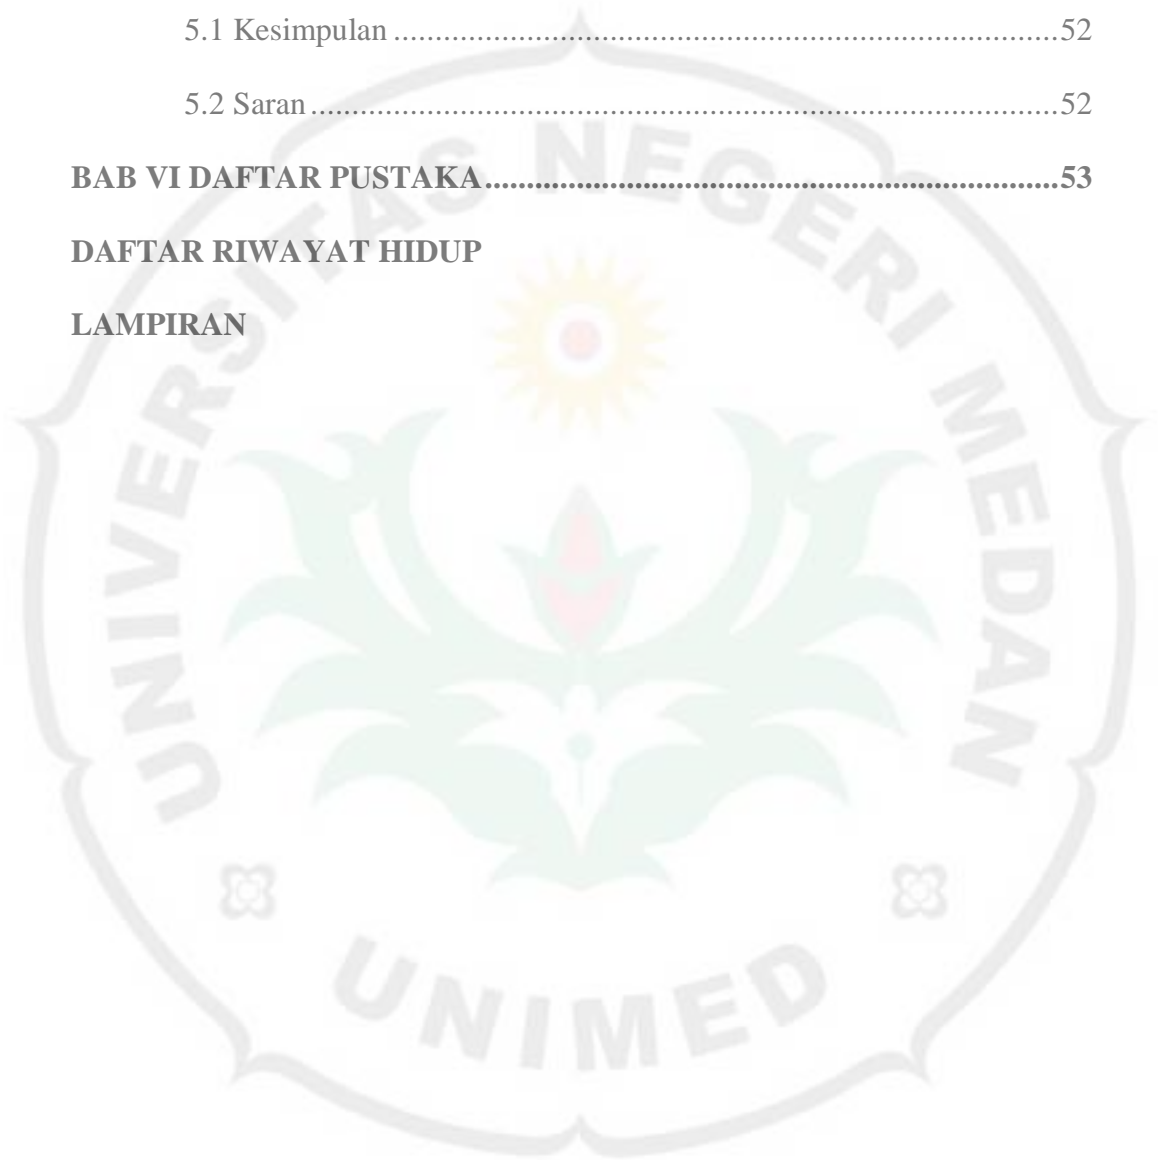 5.1 Kesimpulan ................................................................................52
5.2 Saran ..........................................................................................52
BAB VI DAFTAR PUSTAKA.....................................................................53
DAFTAR RIWAYAT HIDUP
LAMPIRAN
UNIVERSITAS NEGERI MEDAN
UNIMED